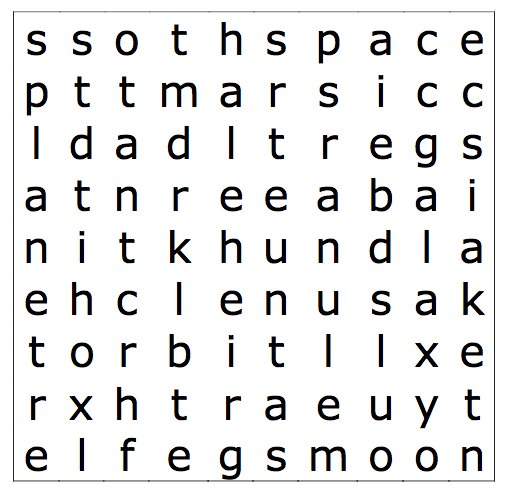 s s o t h s p a c e
p t t m a r s i c c
l d a d l t r e g s
a t n r e e a b a i
n i t k h u n d l a
e h c l e n u s a k
t o r b i t l l x e
r x h t r a e u y t
e l f e g s m o o n